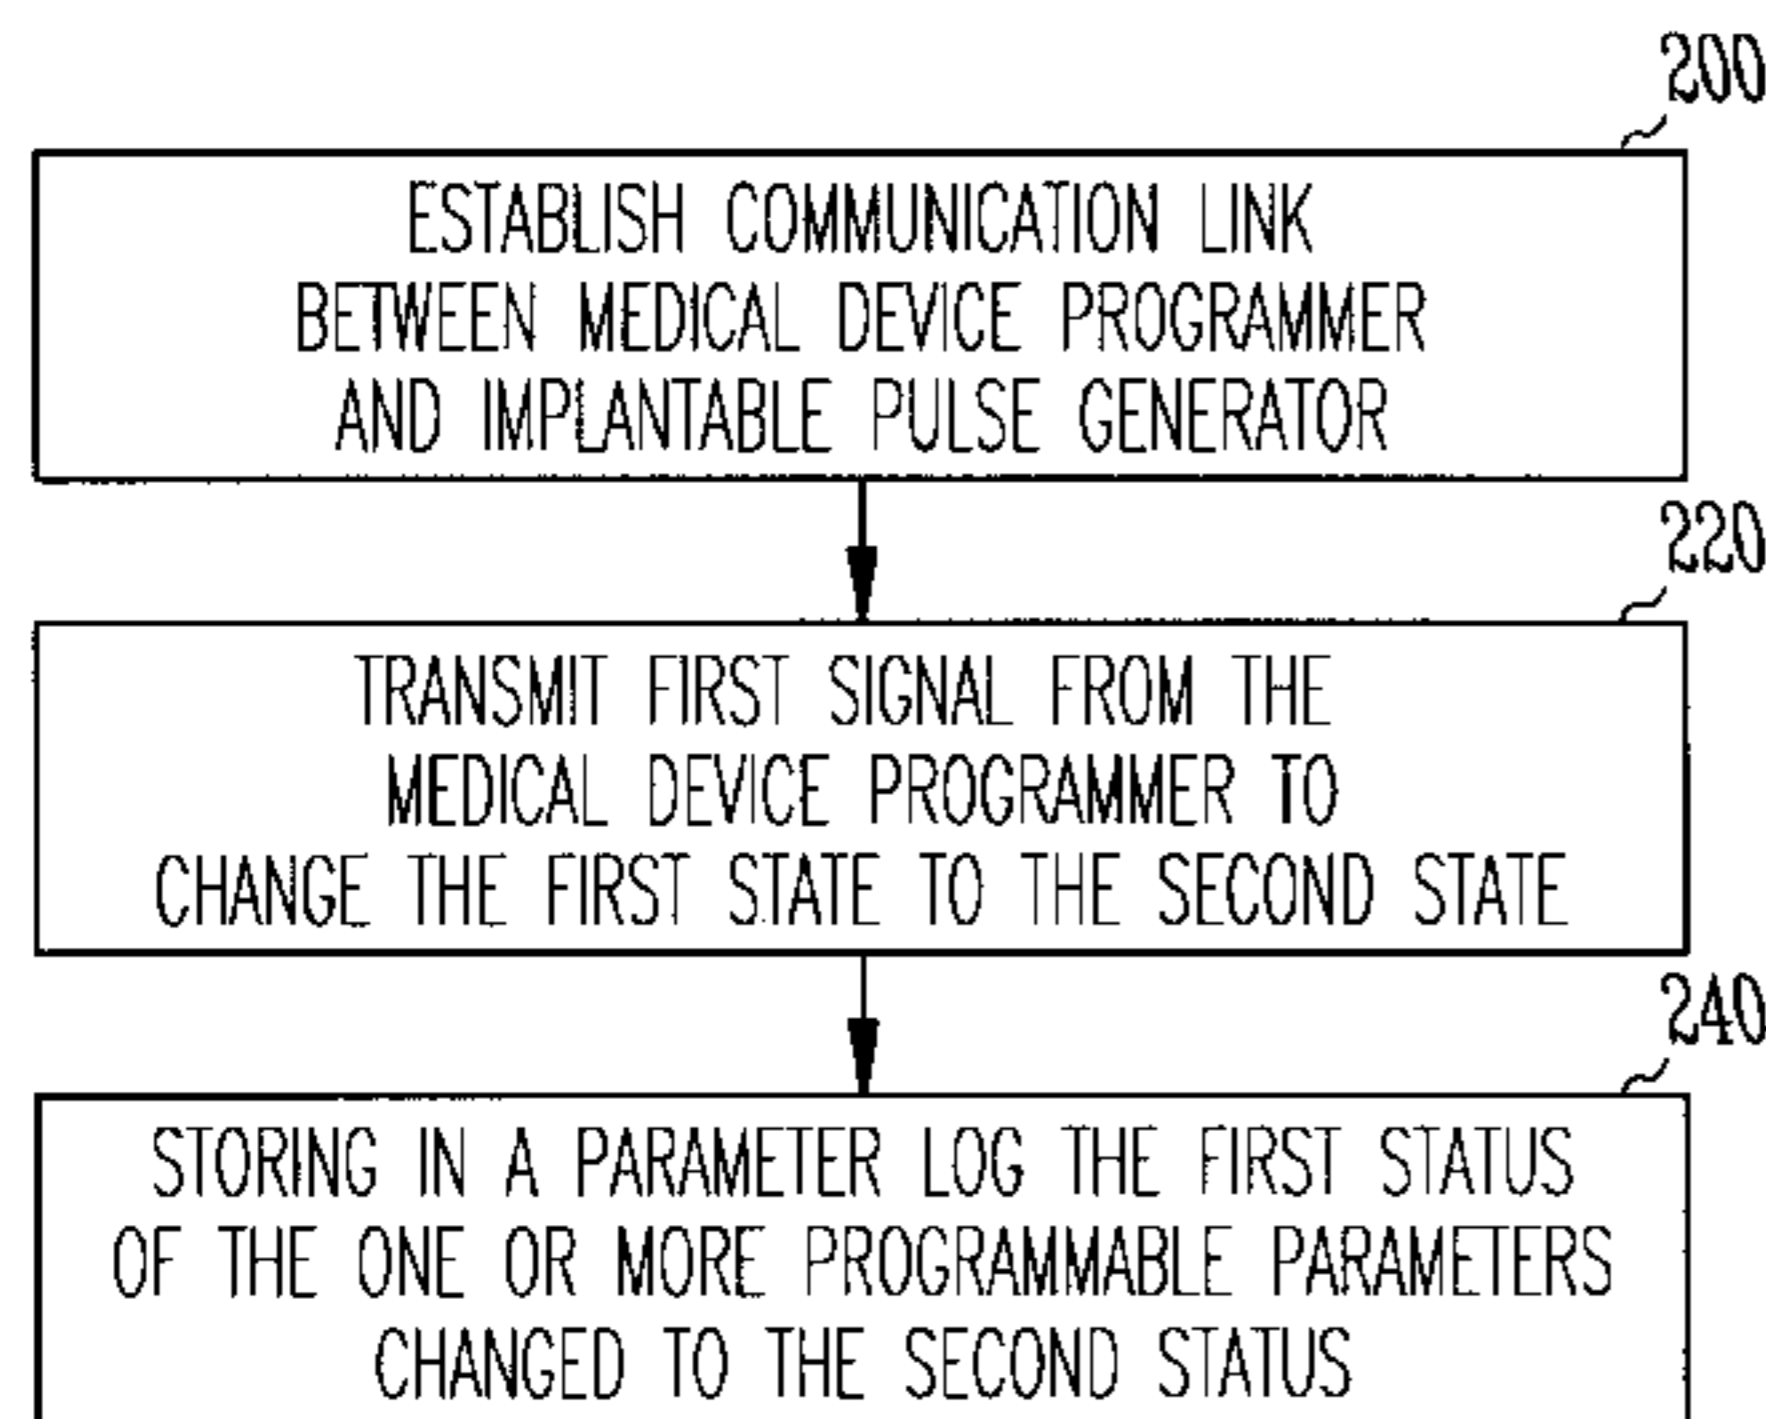 200
ESTABLISH COMMUNICATION LINK
BETWEEN MEDICAL DEVICE PROGRAMMER
AND IMPLANTABLE PULSE GENERATOR
220
TRANSMIT FIRST SIGNAL FROM THE
MEDICAL DEVICE PROGRAMMER TO
CHANGE THE FIRST STATE TO THE SECOND STATE
240
STORING IN A PARAMETER LOG THE FIRST STATUS
OF THE ONE OR MORE PROGRAMMABLE PARAMETERS
CHANGED TO THE SECOND STATUS